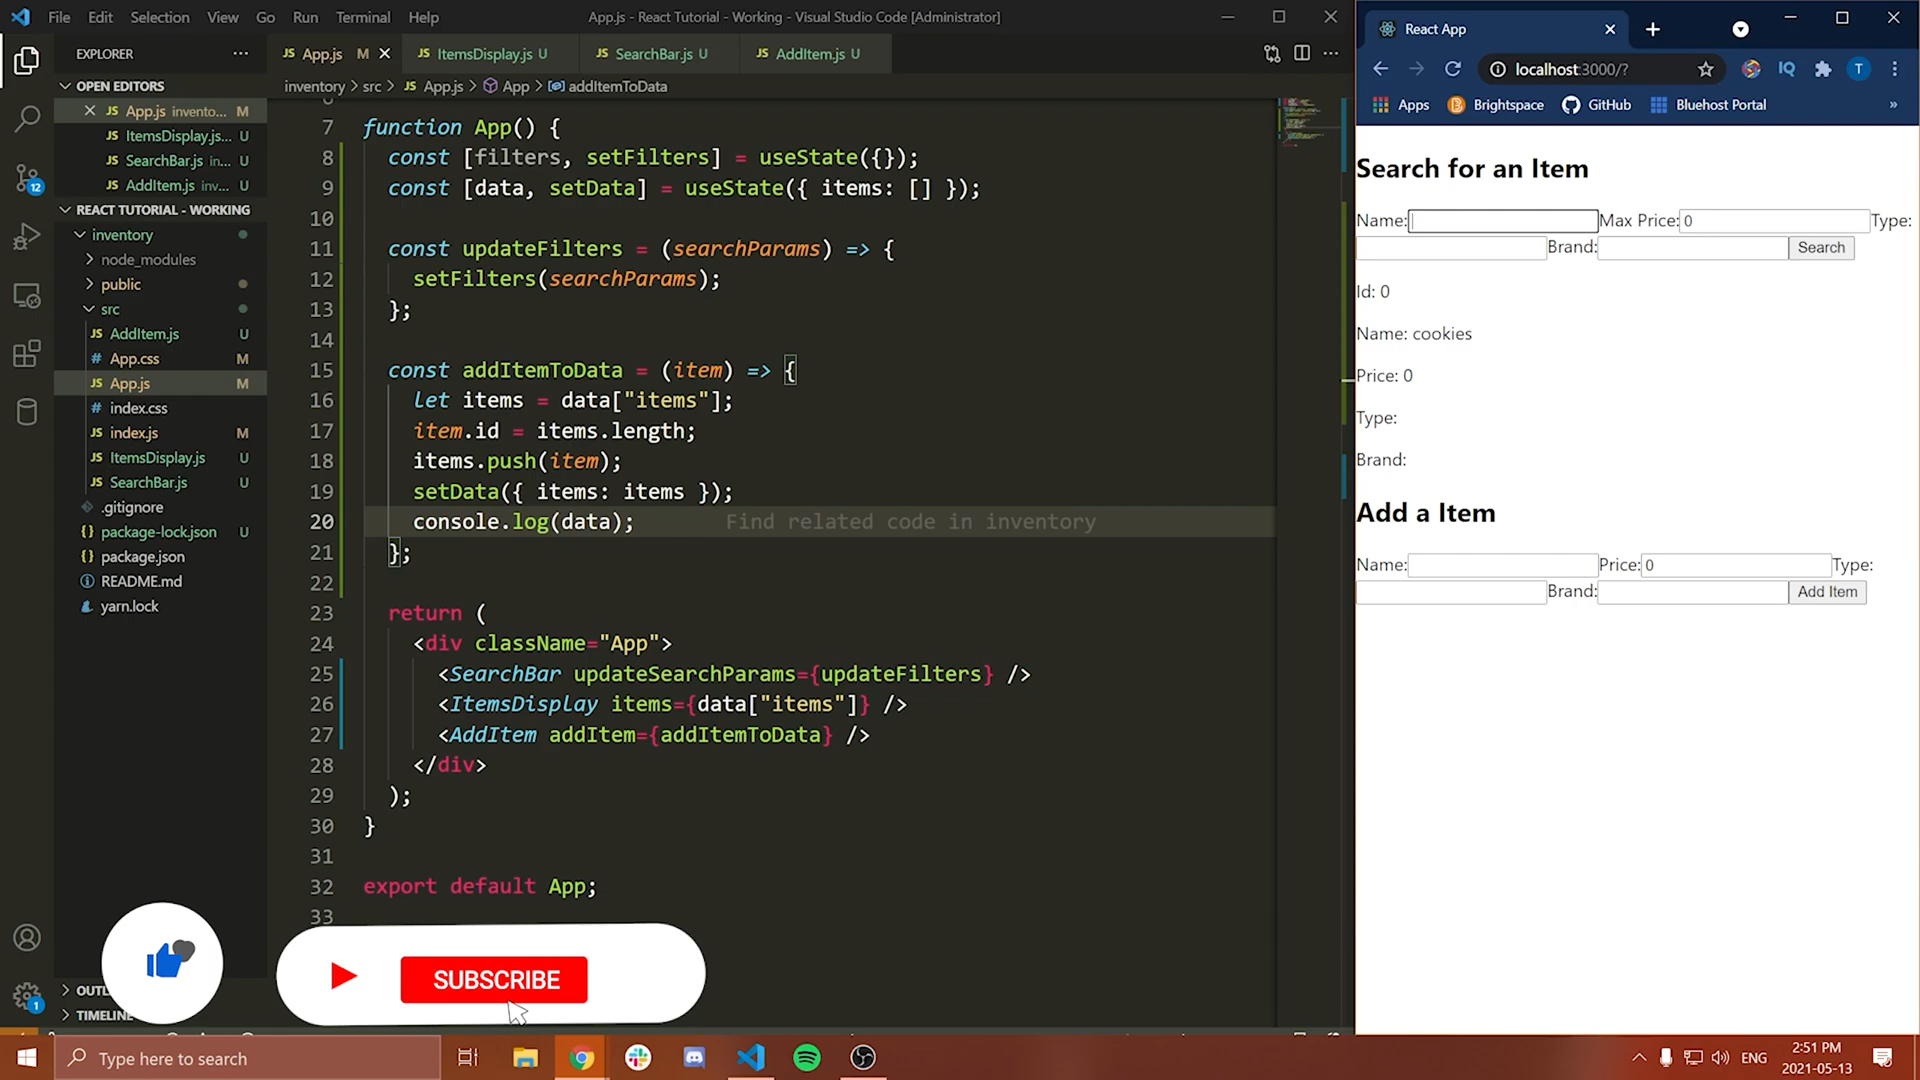 File Edit Selection View Go Run Terminal Help
App.js - React Tutorial - Working - Visual Studio Code [Administrator]
EXPLORER
OPEN EDITORS
App.js invento... M
ItemsDisplay.js... U
SearchBar.js in... U
AddItem.js inv... U
REACT TUTORIAL - WORKING
inventory
node_modules
public
src
AddItem.js U
App.css M
App.js M
index.css
index.js M
ItemsDisplay.js U
SearchBar.js U
.gitignore
package-lock.json U
package.json
README.md
yarn.lock
TIMELINE
12
1
App.js M
ItemsDisplay.js U
SearchBar.js U
AddItem.js U
inventory > src > JS App.js > App > addItemToData
7 function App() {
8 const [filters, setFilters] = useState({});
9 const [data, setData] = useState({ items: [] });
10
11 const updateFilters = (searchParams) => {
12 setFilters(searchParams);
13 };
14
15 const addItemToData = (item) => {
16 let items = data["items"];
17 item.id = items.length;
18 items.push(item);
19 setData({ items: items });
20 console.log(data); Find related code in inventory
21 };
22
23 return (
24 <div className="App">
25 <SearchBar updateSearchParams={updateFilters} />
26 <ItemsDisplay items={data["items"]} />
27 <AddItem addItem={addItemToData} />
28 </div>
29 );
30 }
31
32 export default App;
33
SUBSCRIBE
React App
localhost:3000/?
IQ
T
Apps Brightspace GitHub Bluehost Portal »
Search for an Item
Name: Max Price: 0 Type:
Brand: Search
Id: 0
Name: cookies
Price: 0
Type:
Brand:
Add a Item
Name: Price: 0 Type:
Brand: Add Item
Type here to search
ENG
2:51 PM
2021-05-13